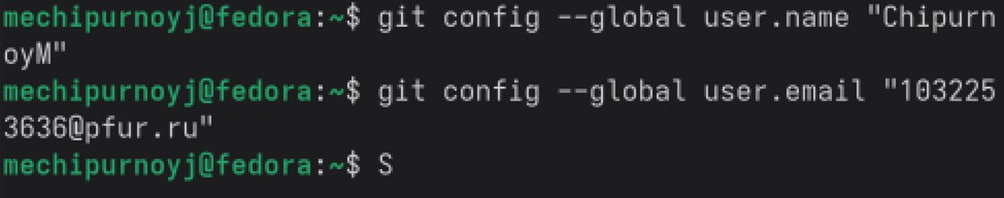 mechipurnoyj@fedora:~$ git config --global user.name "Chipurn
oyM"
mechipurnoyj@fedora:~$ git config --global user.email "103225
3636@pfur.ru"
mechipurnoyj@fedora:~$ S